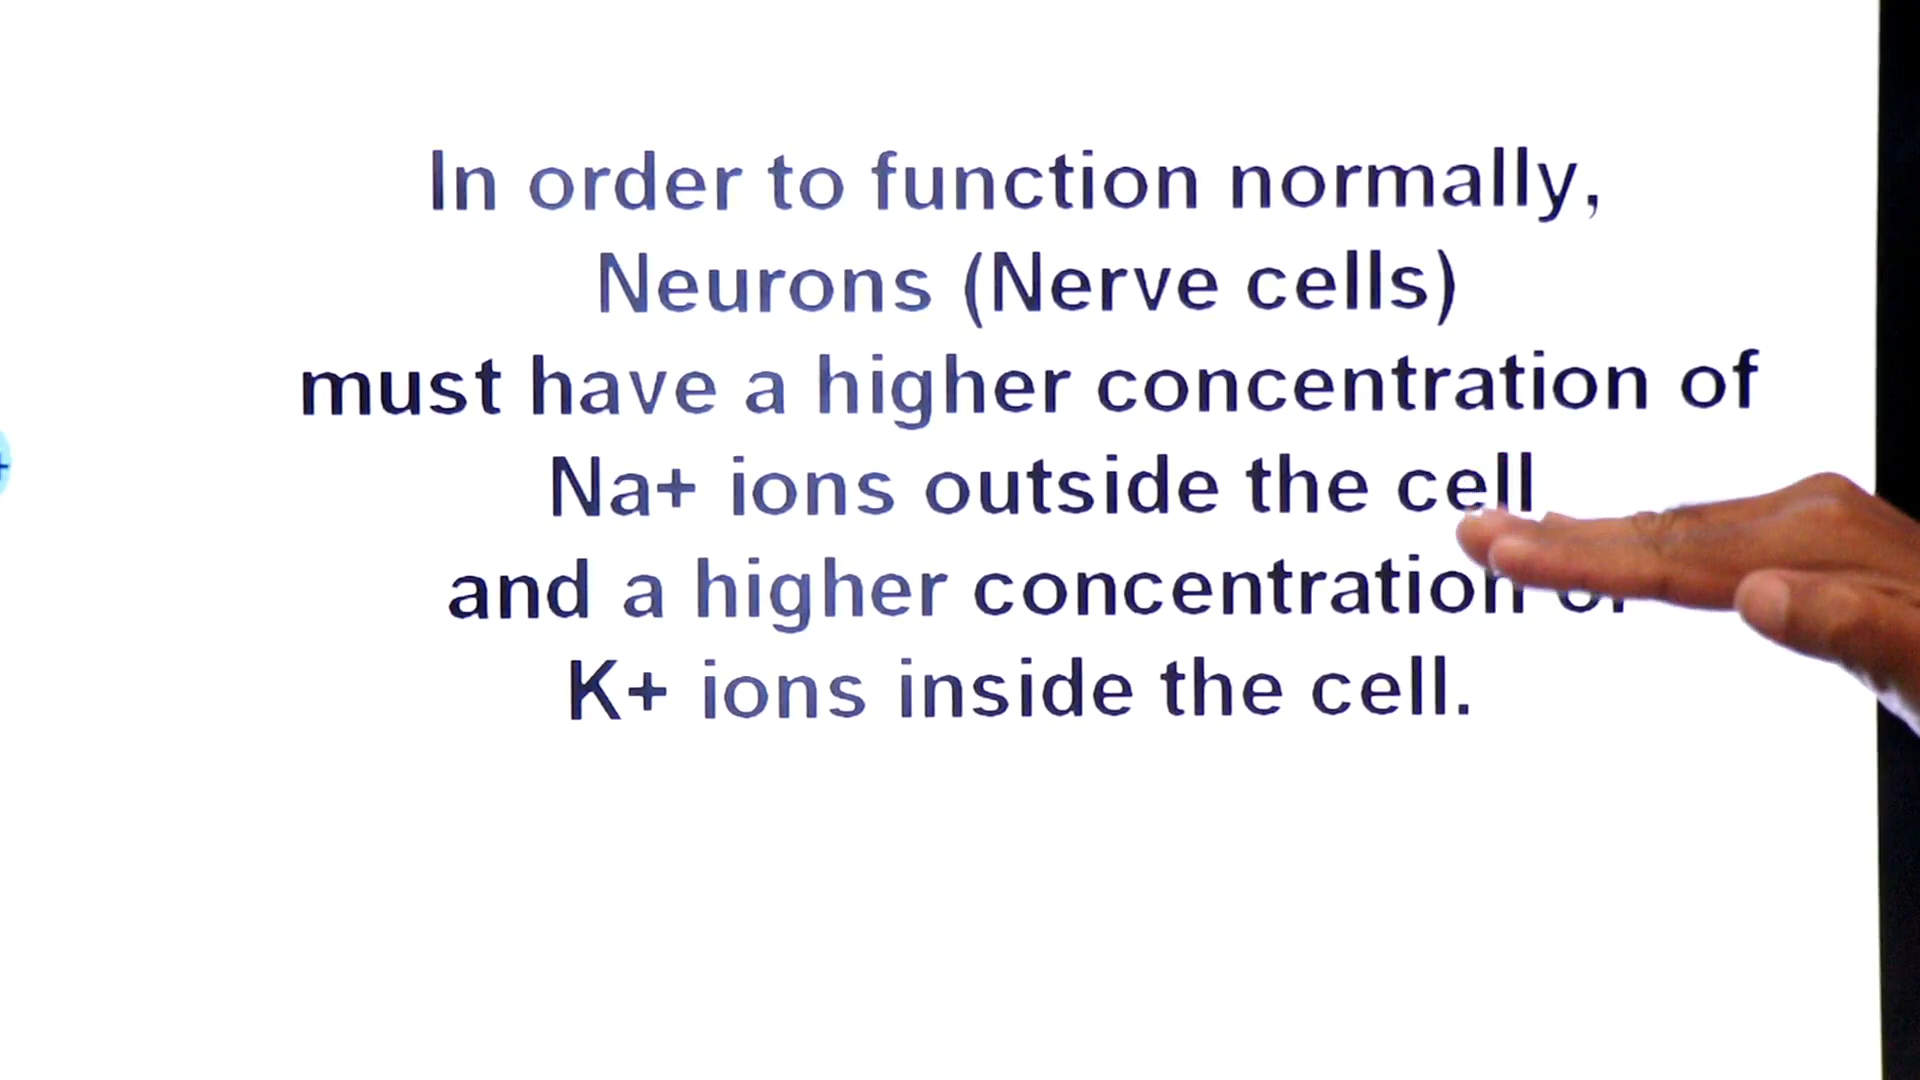 In order to function normally,
Neurons (Nerve cells)
must have a higher concentration of
Na+ ions outside the cell
and a higher concentration of
K+ ions inside the cell.
+